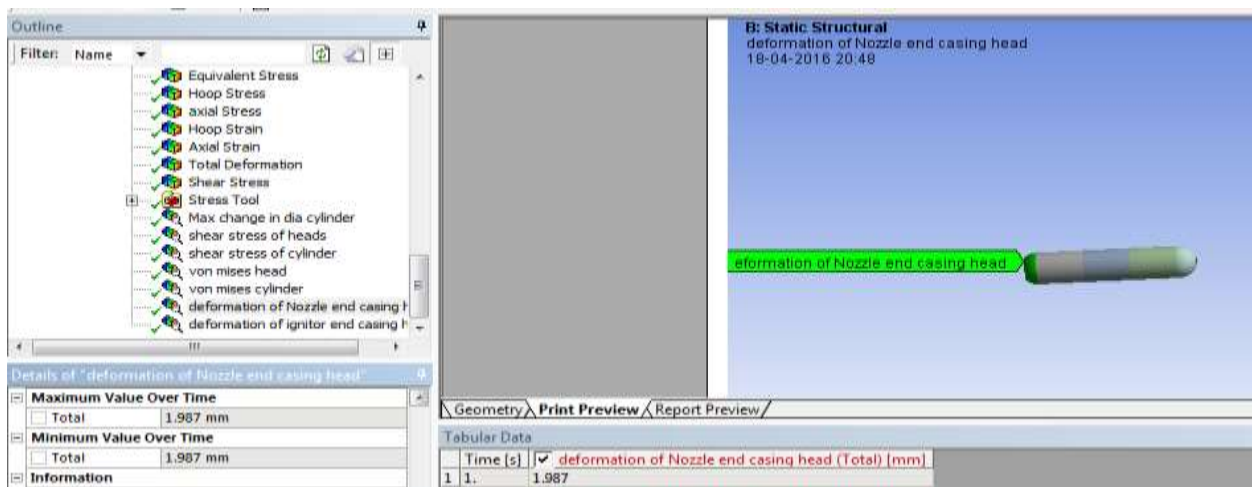 Outline
Filter: Name
Equivalent Stress
Hoop Stress
axial Stress
Hoop Strain
Axial Strain
Total Deformation
Shear Stress
Stress Tool
Max change in dia cylinder
shear stress of heads
shear stress of cylinder
von mises head
von mises cylinder
deformation of Nozzle end casing h
deformation of ignitor end casing h
Details of "deformation of Nozzle end casing head"
Maximum Value Over Time
Total 1.987 mm
Minimum Value Over Time
Total 1.987 mm
Information
B: Static Structural
deformation of Nozzle end casing head
18-04-2016 20:48
eformation of Nozzle end casing head
Geometry Print Preview Report Preview
Tabular Data
Time [s] deformation of Nozzle end casing head (Total) [mm]
1 1. 1.987